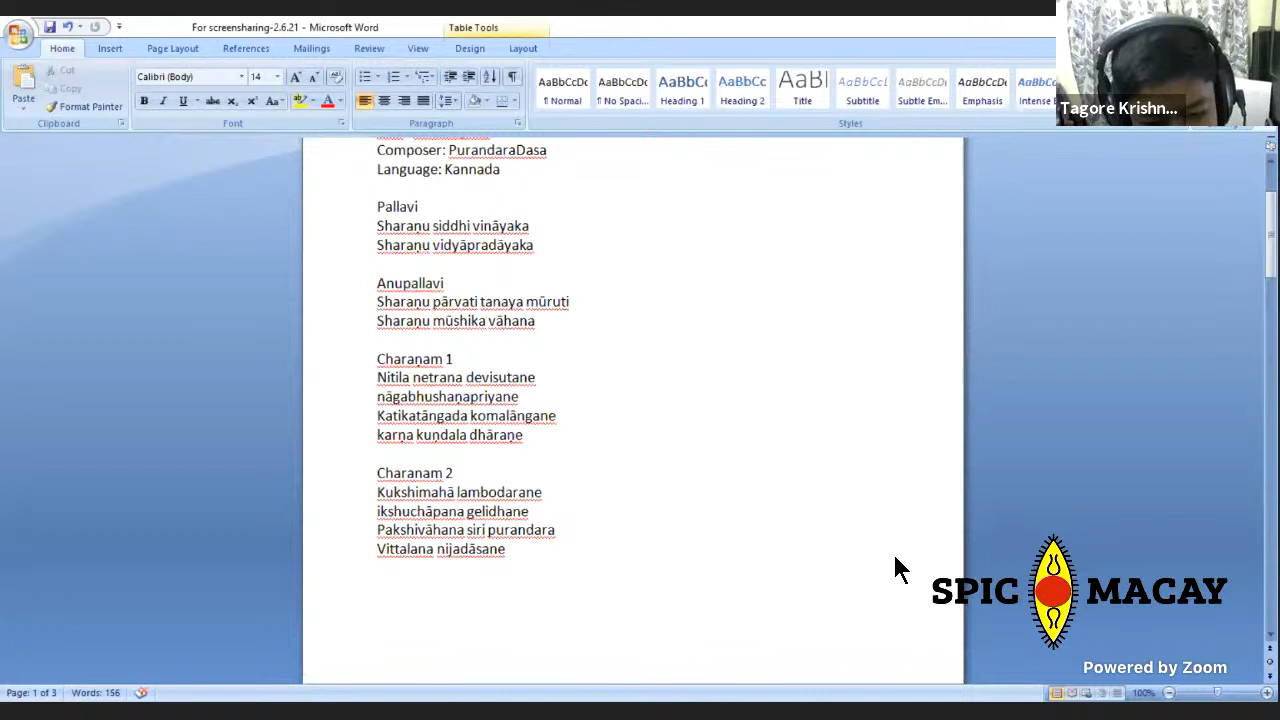 For screensharing-2.6.21 - Microsoft Word
Table Tools
Home Insert Page Layout References Mailings Review View Design Layout
Paste
Cut
Copy
Format Painter
Clipboard
Calibri (Body) 14
Font
Paragraph
AaBbCcDc AaBbCcDc AaBbCc AaBbCc AaBl AaBbCcl AaBbCcDc AaBbCcDc AaBbCcDc
¶ Normal ¶ No Spaci... Heading 1 Heading 2 Title Subtitle Subtle Em... Emphasis Intense E
Styles
Tagore Krishn...
Composer: PurandaraDasa
Language: Kannada
Pallavi
Sharaṇu siddhi vināyaka
Sharaṇu vidyāpradāyaka
Anupallavi
Sharaṇu pārvati tanaya mūruti
Sharaṇu mūshika vāhana
Charaṇam 1
Nitila netrana devisutane
nāgabhushaṇapriyane
Katikatāngada komalāngane
karṇa kuṇdala dhāraṇe
Charanam 2
Kukshimahā lambodarane
ikshuchāpana gelidhane
Pakshivāhana siri purandara
Vittalana nijadāsane
SPIC MACAY
Powered by Zoom
Page: 1 of 3 Words: 156 100%